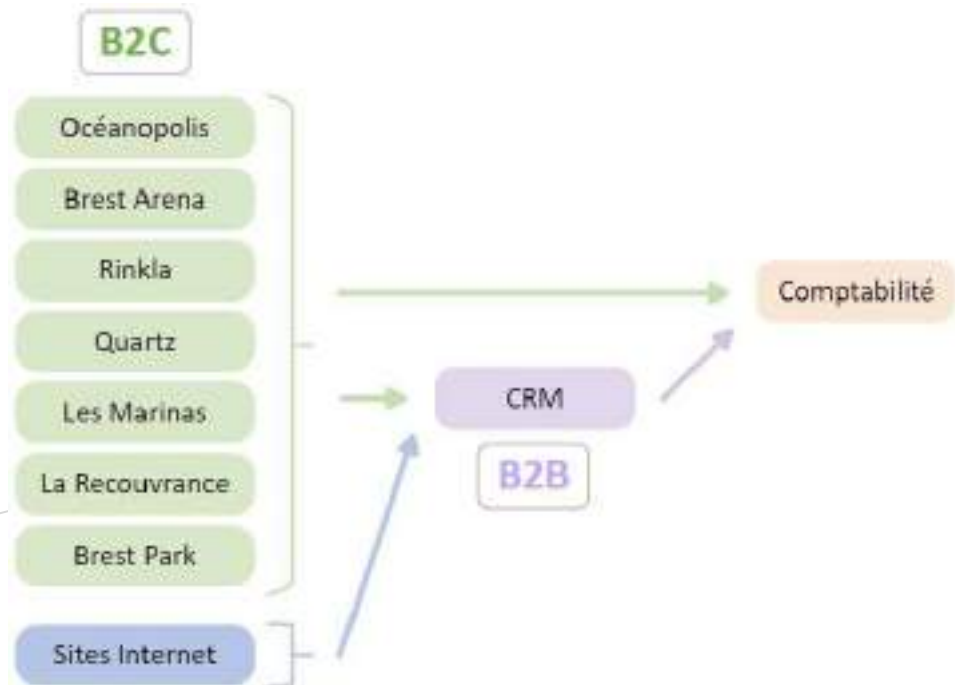 B2C
Océanopolis
Brest Arena
Rinkla
Quartz
Les Marinas
La Recouvrance
Brest Park
Sites Internet
CRM
B2B
Comptabilité